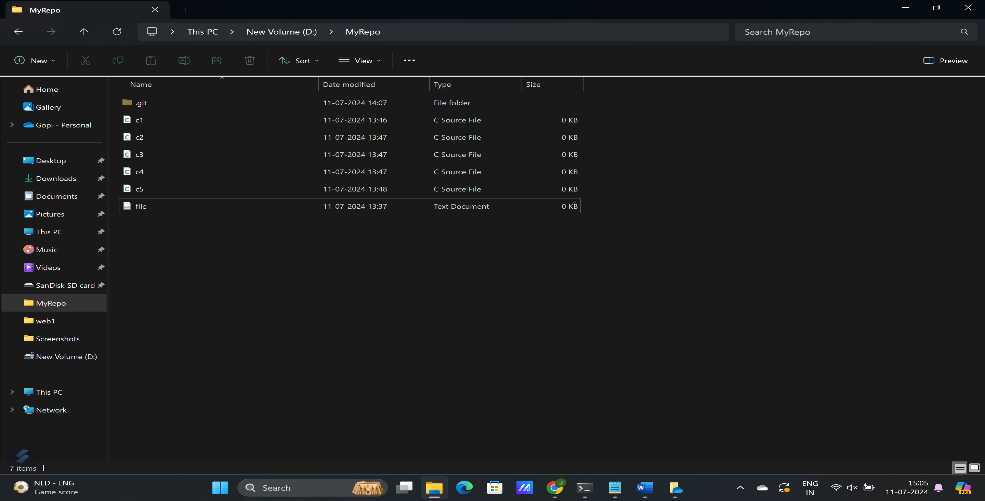 MyRepo
This PC > New Volume (D:) > MyRepo
Search MyRepo
New
Sort
View
Preview
Name Date modified Type Size
.git 11-07-2024 14:07 File folder
c1 11-07-2024 13:46 C Source File 0 KB
c2 11-07-2024 13:47 C Source File 0 KB
c3 11-07-2024 13:47 C Source File 0 KB
c4 11-07-2024 13:47 C Source File 0 KB
c5 11-07-2024 13:48 C Source File 0 KB
file 11-07-2024 13:37 Text Document 0 KB
Home
Gallery
Gopi - Personal
Desktop
Downloads
Documents
Pictures
This PC
Music
Videos
SanDisk SD card
MyRepo
web1
Screenshots
New Volume (D:)
This PC
Network
7 items
NED - ENG
Game score
Search
ENG
IN
15:05
11-07-2024